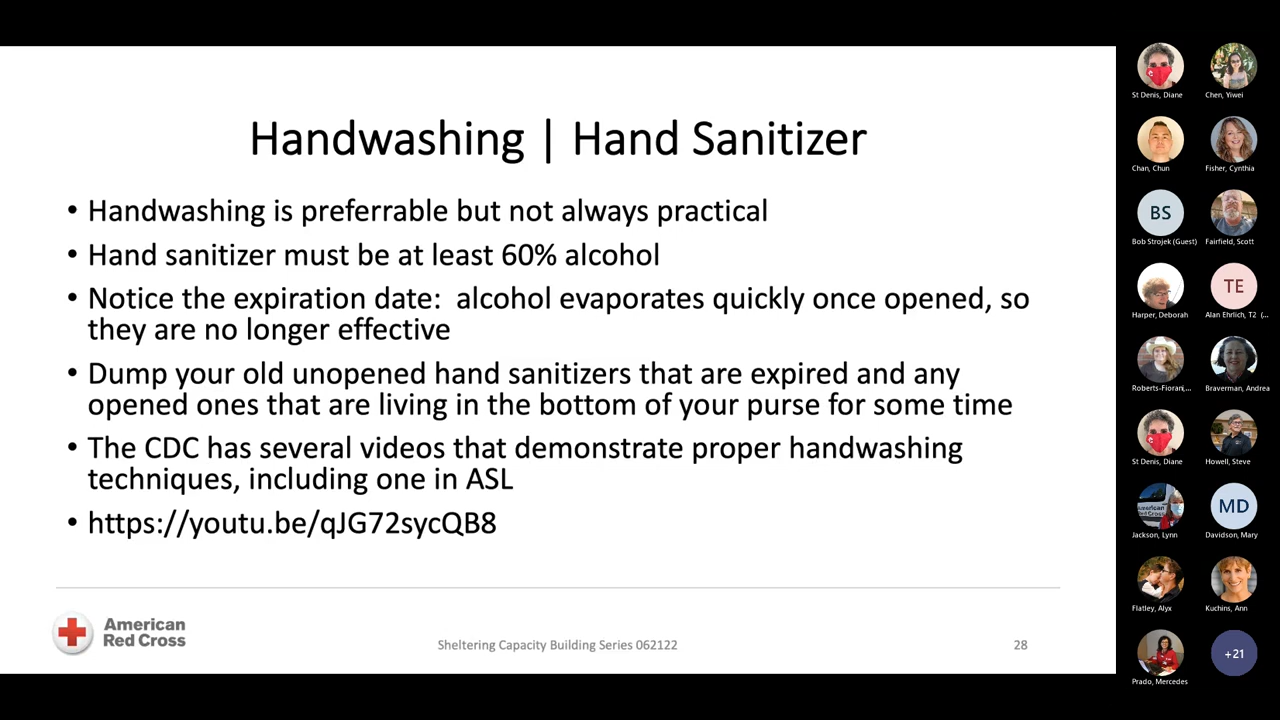 Handwashing | Hand Sanitizer
• Handwashing is preferrable but not always practical
• Hand sanitizer must be at least 60% alcohol
• Notice the expiration date:  alcohol evaporates quickly once opened, so
they are no longer effective
• Dump your old unopened hand sanitizers that are expired and any
opened ones that are living in the bottom of your purse for some time
• The CDC has several videos that demonstrate proper handwashing
techniques, including one in ASL
• https://youtu.be/qJG72sycQB8
American
Red Cross
Sheltering Capacity Building Series 062122
28
St Denis, Diane
Chen, Yiwei
Chan, Chun
Fisher, Cynthia
BS
Bob Strojek (Guest)
Fairfield, Scott
Harper, Deborah
TE
Alan Ehrlich, T2 (...
Roberts-Fiorani,...
Braverman, Andrea
St Denis, Diane
Howell, Steve
American
Red Cross
Jackson, Lynn
MD
Davidson, Mary
Flatley, Alyx
Kuchins, Ann
Prado, Mercedes
+21